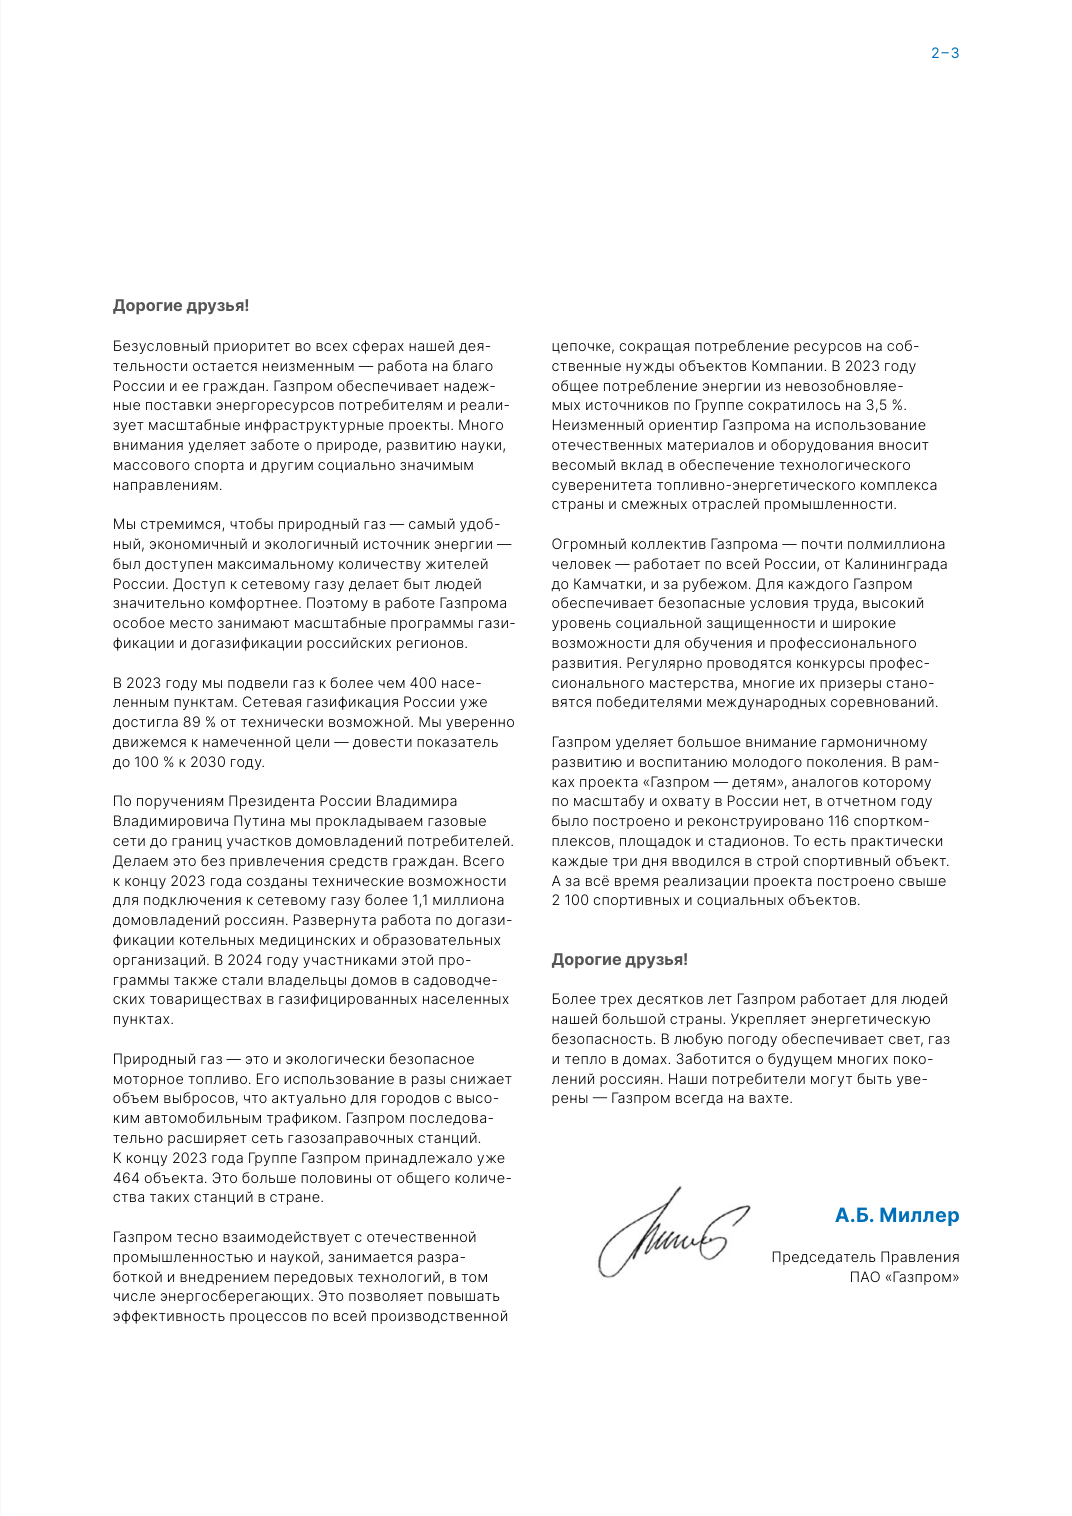 2–3
Дорогие друзья!
Безусловный приоритет во всех сферах нашей дея-
тельности остается неизменным — работа на благо
России и ее граждан. Газпром обеспечивает надеж-
ные поставки энергоресурсов потребителям и реали-
зует масштабные инфраструктурные проекты. Много
внимания уделяет заботе о природе, развитию науки,
массового спорта и другим социально значимым
направлениям.
Мы стремимся, чтобы природный газ — самый удоб-
ный, экономичный и экологичный источник энергии —
был доступен максимальному количеству жителей
России. Доступ к сетевому газу делает быт людей
значительно комфортнее. Поэтому в работе Газпрома
особое место занимают масштабные программы гази-
фикации и догазификации российских регионов.
В 2023 году мы подвели газ к более чем 400 насе-
ленным пунктам. Сетевая газификация России уже
достигла 89 % от технически возможной. Мы уверенно
движемся к намеченной цели — довести показатель
до 100 % к 2030 году.
По поручениям Президента России Владимира
Владимировича Путина мы прокладываем газовые
сети до границ участков домовладений потребителей.
Делаем это без привлечения средств граждан. Всего
к концу 2023 года созданы технические возможности
для подключения к сетевому газу более 1,1 миллиона
домовладений россиян. Развернута работа по догази-
фикации котельных медицинских и образовательных
организаций. В 2024 году участниками этой про-
граммы также стали владельцы домов в садоводче-
ских товариществах в газифицированных населенных
пунктах.
Природный газ — это и экологически безопасное
моторное топливо. Его использование в разы снижает
объем выбросов, что актуально для городов с высо-
ким автомобильным трафиком. Газпром последова-
тельно расширяет сеть газозаправочных станций.
К концу 2023 года Группе Газпром принадлежало уже
464 объекта. Это больше половины от общего количе-
ства таких станций в стране.
Газпром тесно взаимодействует с отечественной
промышленностью и наукой, занимается разра-
боткой и внедрением передовых технологий, в том
числе энергосберегающих. Это позволяет повышать
эффективность процессов по всей производственной
цепочке, сокращая потребление ресурсов на соб-
ственные нужды объектов Компании. В 2023 году
общее потребление энергии из невозобновляе-
мых источников по Группе сократилось на 3,5 %.
Неизменный ориентир Газпрома на использование
отечественных материалов и оборудования вносит
весомый вклад в обеспечение технологического
суверенитета топливно-энергетического комплекса
страны и смежных отраслей промышленности.
Огромный коллектив Газпрома — почти полмиллиона
человек — работает по всей России, от Калининграда
до Камчатки, и за рубежом. Для каждого Газпром
обеспечивает безопасные условия труда, высокий
уровень социальной защищенности и широкие
возможности для обучения и профессионального
развития. Регулярно проводятся конкурсы профес-
сионального мастерства, многие их призеры стано-
вятся победителями международных соревнований.
Газпром уделяет большое внимание гармоничному
развитию и воспитанию молодого поколения. В рам-
ках проекта «Газпром — детям», аналогов которому
по масштабу и охвату в России нет, в отчетном году
было построено и реконструировано 116 спортком-
плексов, площадок и стадионов. То есть практически
каждые три дня вводился в строй спортивный объект.
А за всё время реализации проекта построено свыше
2 100 спортивных и социальных объектов.
Дорогие друзья!
Более трех десятков лет Газпром работает для людей
нашей большой страны. Укрепляет энергетическую
безопасность. В любую погоду обеспечивает свет, газ
и тепло в домах. Заботится о будущем многих поко-
лений россиян. Наши потребители могут быть уве-
рены — Газпром всегда на вахте.
А.Б. Миллер
Председатель Правления
ПАО «Газпром»